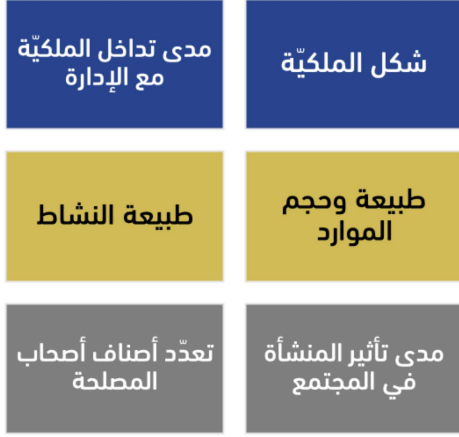 شكل الملكيّة
مدى تداخل الملكيّة
مع الإدارة
طبيعة وحجم
الموارد
طبيعة النشاط
مدى تأثير المنشأة
في المجتمع
تعدّد أصناف أصحاب
المصلحة